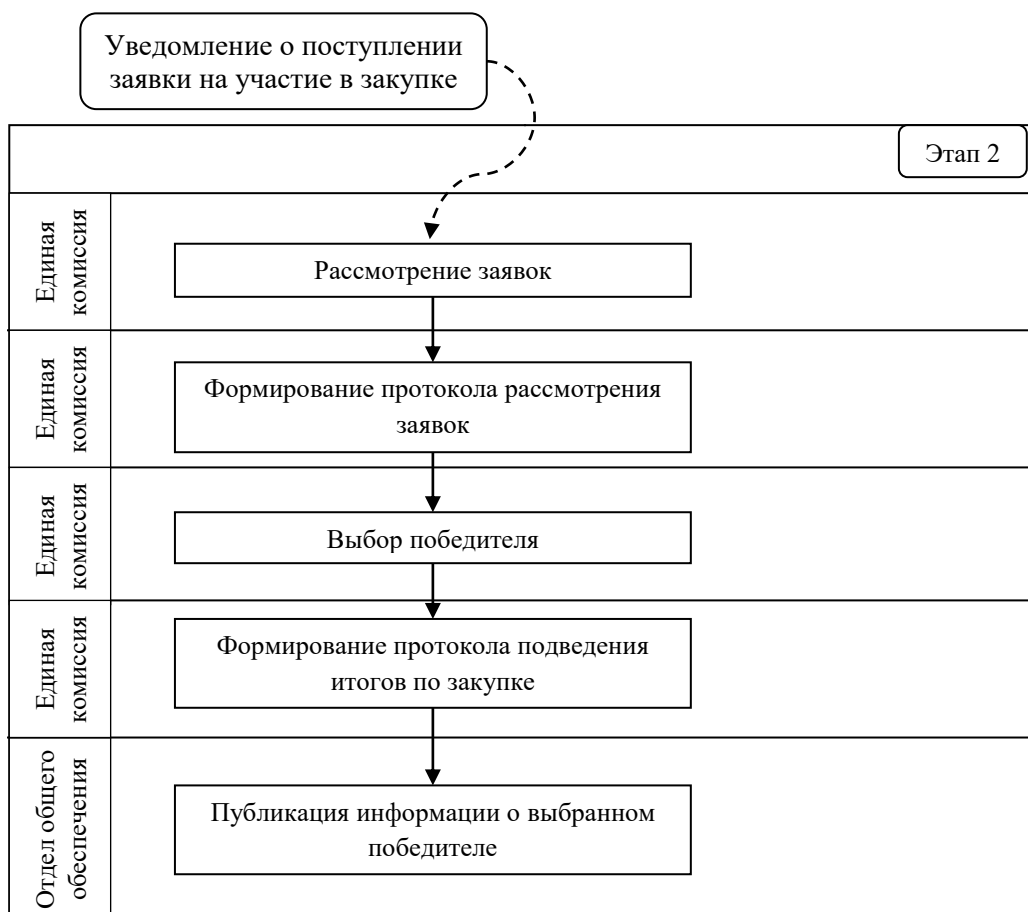 Уведомление о поступлении
заявки на участие в закупке
Этап 2
Единая
комиссия
Рассмотрение заявок
Единая
комиссия
Формирование протокола рассмотрения
заявок
Единая
комиссия
Выбор победителя
Единая
комиссия
Формирование протокола подведения
итогов по закупке
Отдел общего
обеспечения
Публикация информации о выбранном
победителе